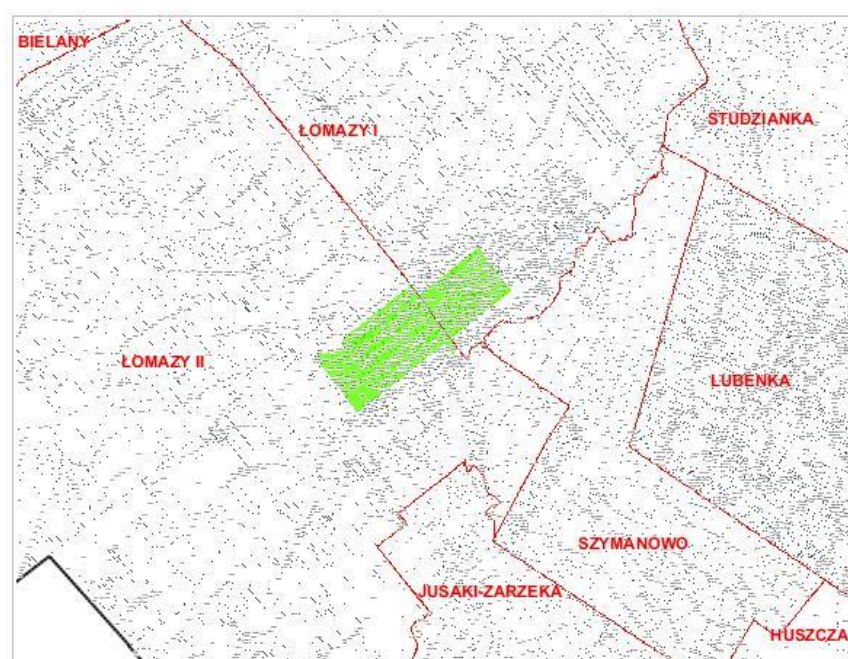 BIELANY
ŁOMAZY I
STUDZIANKA
ŁOMAZY II
LUBENKA
SZYMANOWO
JUSAKI-ZARZEKA
HUSZCZA